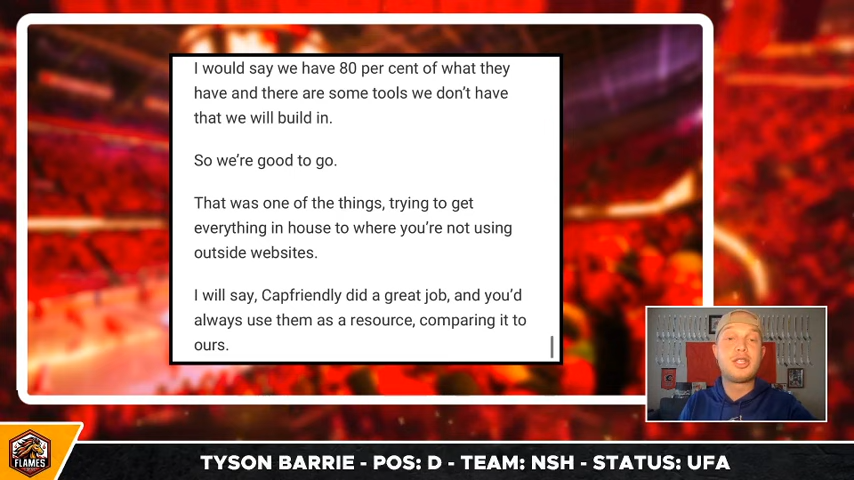 I would say we have 80 per cent of what they
have and there are some tools we don’t have
that we will build in.
So we’re good to go.
That was one of the things, trying to get
everything in house to where you’re not using
outside websites.
I will say, Capfriendly did a great job, and you’d
always use them as a resource, comparing it to
ours.
FLAMES
TYSON BARRIE - POS: D - TEAM: NSH - STATUS: UFA